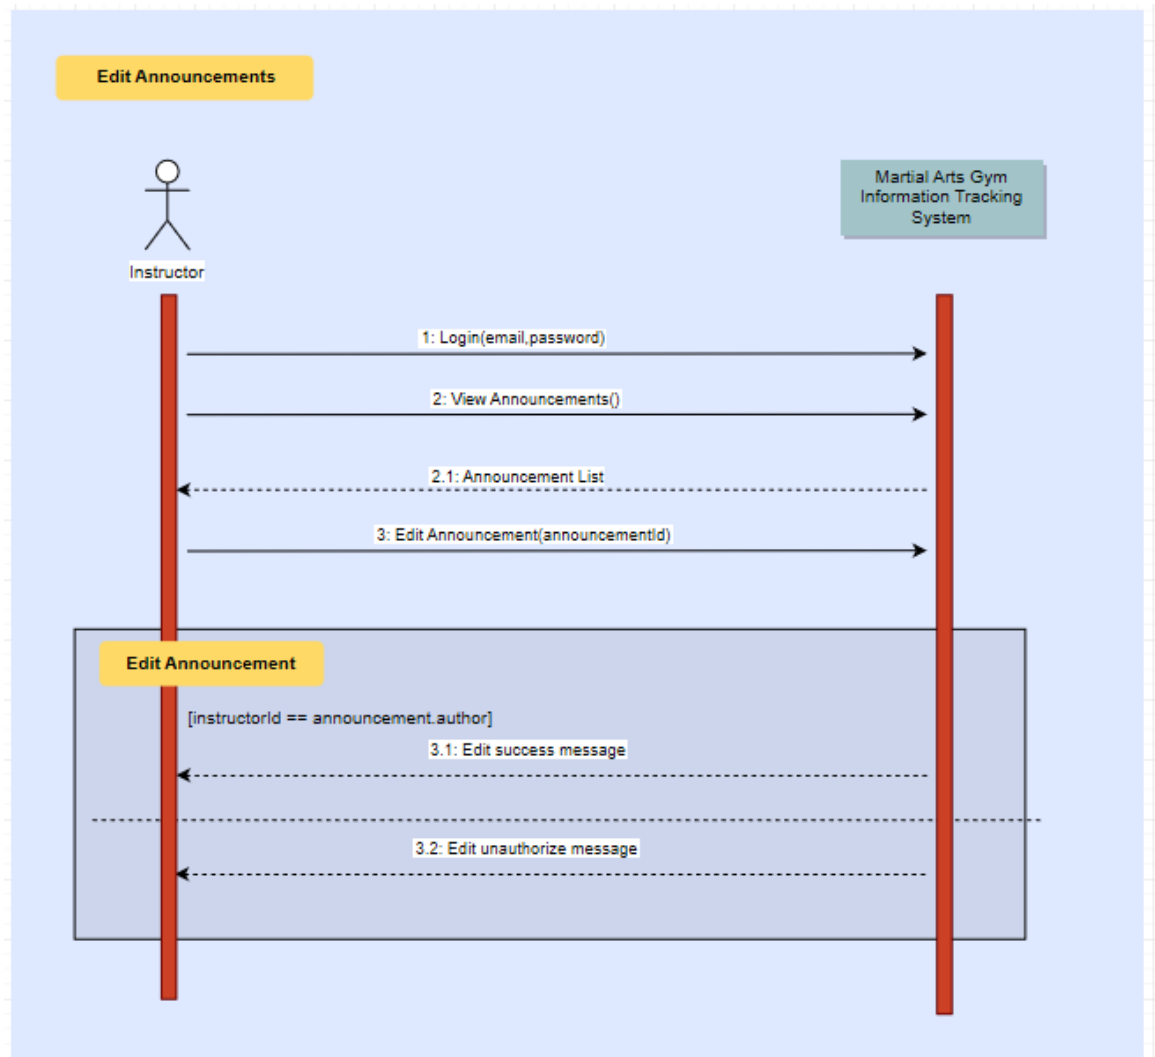 Edit Announcements
Martial Arts Gym
Information Tracking
System
Instructor
1: Login(email,password)
2: View Announcements()
2.1: Announcement List
3: Edit Announcement(announcementId)
Edit Announcement
[instructorId == announcement.author]
3.1: Edit success message
3.2: Edit unauthorize message